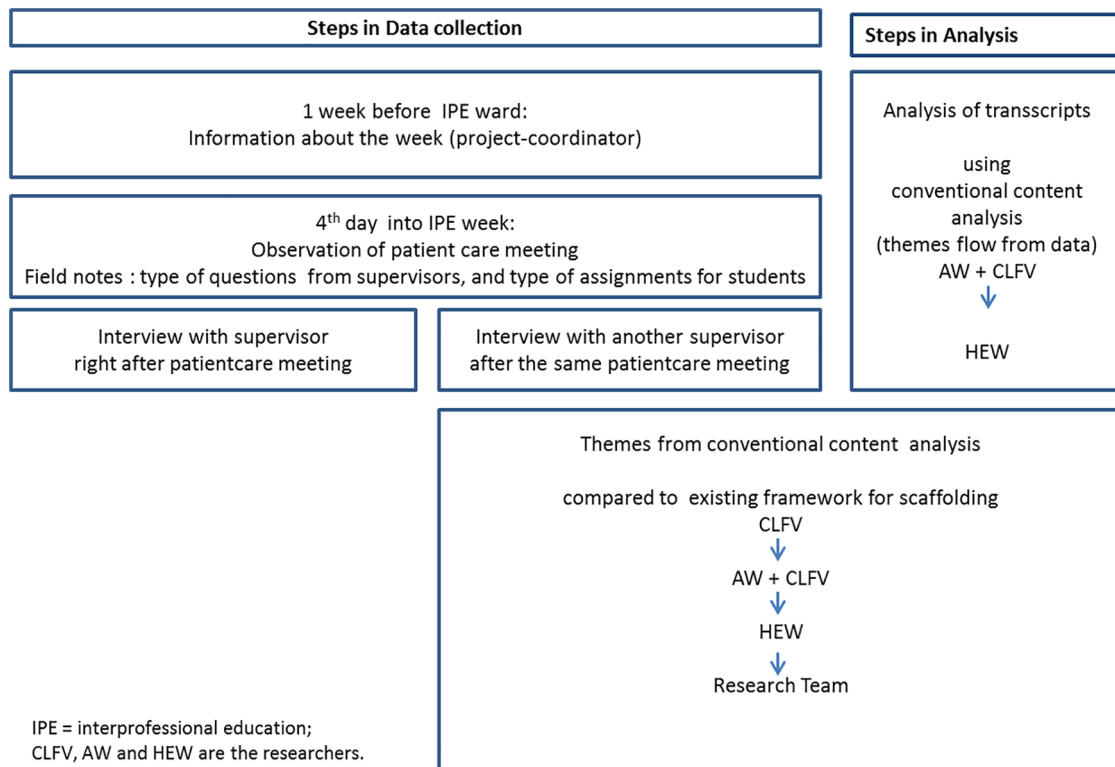 Steps in Data collection
Steps in Analysis
1 week before IPE ward:
Information about the week (project-coordinator)
4th day into IPE week:
Observation of patient care meeting
Field notes : type of questions from supervisors, and type of assignments for students
Interview with supervisor
right after patientcare meeting
Interview with another supervisor
after the same patientcare meeting
Analysis of transscripts
using
conventional content
analysis
(themes flow from data)
AW + CLFV
HEW
Themes from conventional content analysis
compared to existing framework for scaffolding
CLFV
AW + CLFV
HEW
Research Team
IPE = interprofessional education;
CLFV, AW and HEW are the researchers.